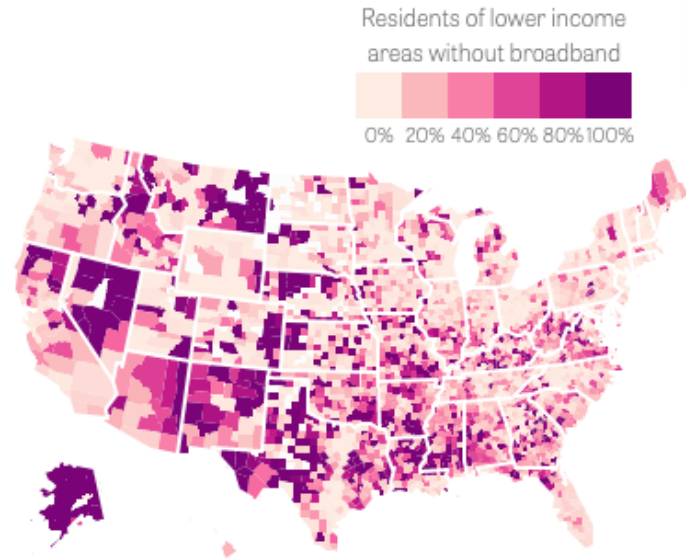 Residents of lower income
areas without broadband
0% 20% 40% 60% 80% 100%